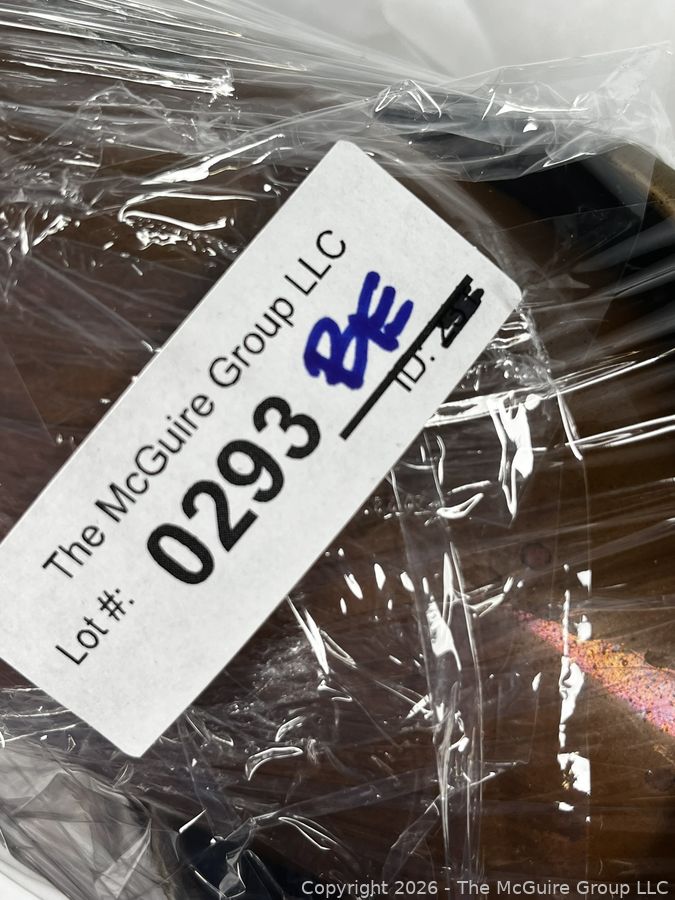 The McGuire Group LLC
Lot #: 0293 BE
ID:
Copyright 2026 - The McGuire Group LLC